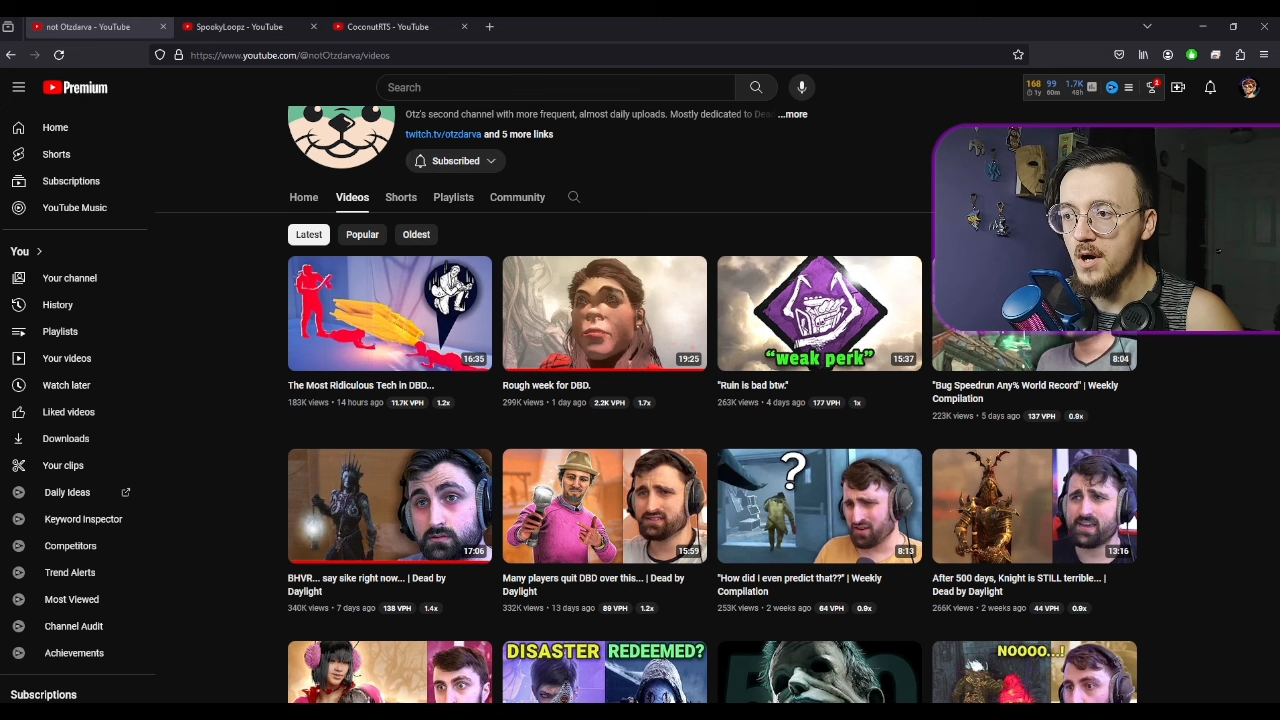 not Otzdarva - YouTube
SpookyLoopz - YouTube
CoconutRTS - YouTube
https://www.youtube.com/@notOtzdarva/videos
Premium
Search
168 99 1.7K
1y 60m 48h
1
Otz's second channel with more frequent, almost daily uploads. Mostly dedicated to Dea ...more
twitch.tv/otzdarva and 5 more links
Subscribed
Home
Shorts
Subscriptions
YouTube Music
You
Your channel
History
Playlists
Your videos
Watch later
Liked videos
Downloads
Your clips
Daily Ideas
Keyword Inspector
Competitors
Trend Alerts
Most Viewed
Channel Audit
Achievements
Subscriptions
Home Videos Shorts Playlists Community
Latest Popular Oldest
16:35
The Most Ridiculous Tech in DBD...
183K views • 14 hours ago 11.7K VPH 1.2x
19:25
Rough week for DBD.
299K views • 1 day ago 2.2K VPH 1.7x
"weak perk"
15:37
"Ruin is bad btw."
263K views • 4 days ago 177 VPH 1x
8:04
"Bug Speedrun Any% World Record" | Weekly
Compilation
223K views • 5 days ago 137 VPH 0.9x
17:06
BHVR... say sike right now... | Dead by
Daylight
340K views • 7 days ago 138 VPH 1.4x
15:59
Many players quit DBD over this... | Dead by
Daylight
332K views • 13 days ago 89 VPH 1.2x
?
8:13
"How did I even predict that??" | Weekly
Compilation
253K views • 2 weeks ago 64 VPH 0.9x
13:16
After 500 days, Knight is STILL terrible... |
Dead by Daylight
266K views • 2 weeks ago 44 VPH 0.9x
DISASTER REDEEMED?
NOOOO...!